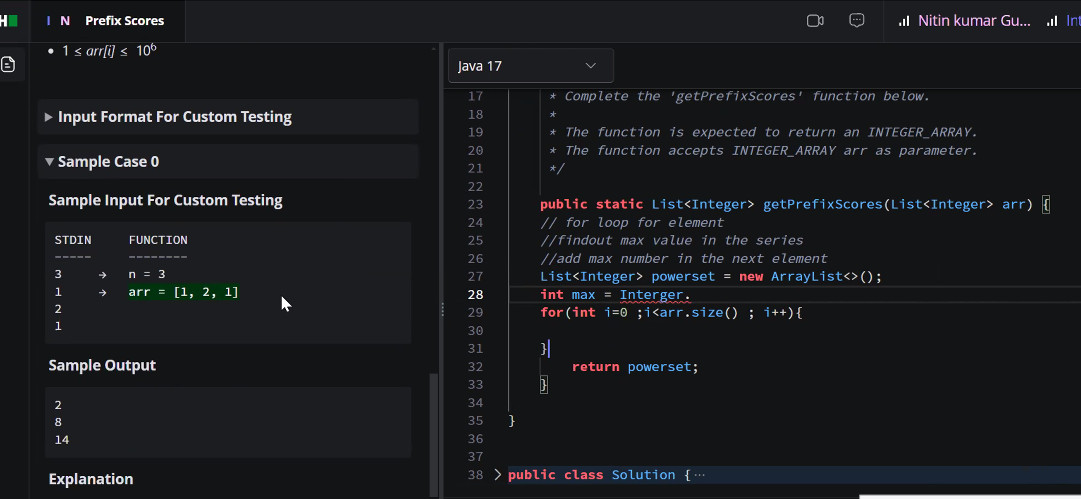 H I N Prefix Scores Nitin kumar Gu... Int
• 1 ≤ arr[i] ≤ 10⁶
Input Format For Custom Testing
Sample Case 0
Sample Input For Custom Testing
STDIN FUNCTION
----- --------
3 → n = 3
1 → arr = [1, 2, 1]
2
1
Sample Output
2
8
14
Explanation
Java 17
17 * Complete the 'getPrefixScores' function below.
18 *
19 * The function is expected to return an INTEGER_ARRAY.
20 * The function accepts INTEGER_ARRAY arr as parameter.
21 */
22
23 public static List<Integer> getPrefixScores(List<Integer> arr) {
24 // for loop for element
25 //findout max value in the series
26 //add max number in the next element
27 List<Integer> powerset = new ArrayList<>();
28 int max = Interger.
29 for(int i=0 ;i<arr.size() ; i++){
30
31 }
32 return powerset;
33 }
34
35 }
36
37
38 public class Solution { ⋯